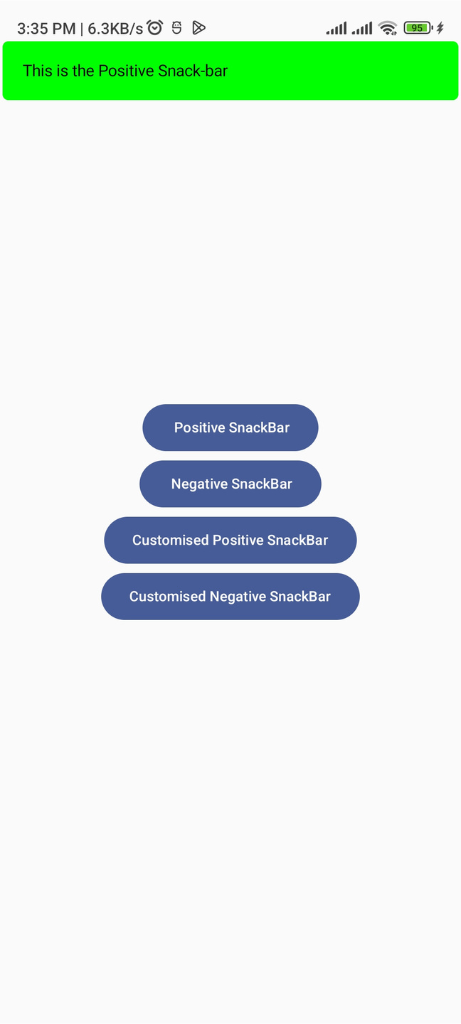 3:35 PM | 6.3KB/s
95
This is the Positive Snack-bar
Positive SnackBar
Negative SnackBar
Customised Positive SnackBar
Customised Negative SnackBar